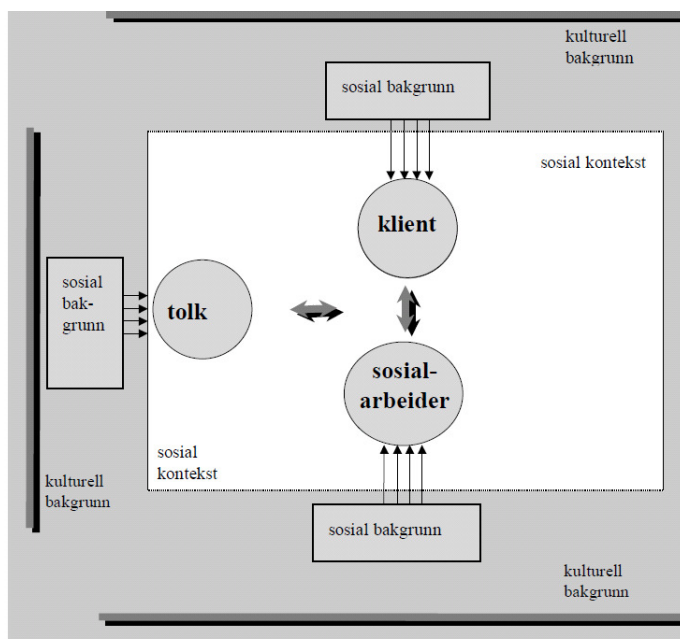 kulturell
bakgrunn
sosial bakgrunn
sosial kontekst
klient
sosial
bak-
grunn
tolk
sosial-
arbeider
sosial
kontekst
kulturell
bakgrunn
sosial bakgrunn
kulturell
bakgrunn